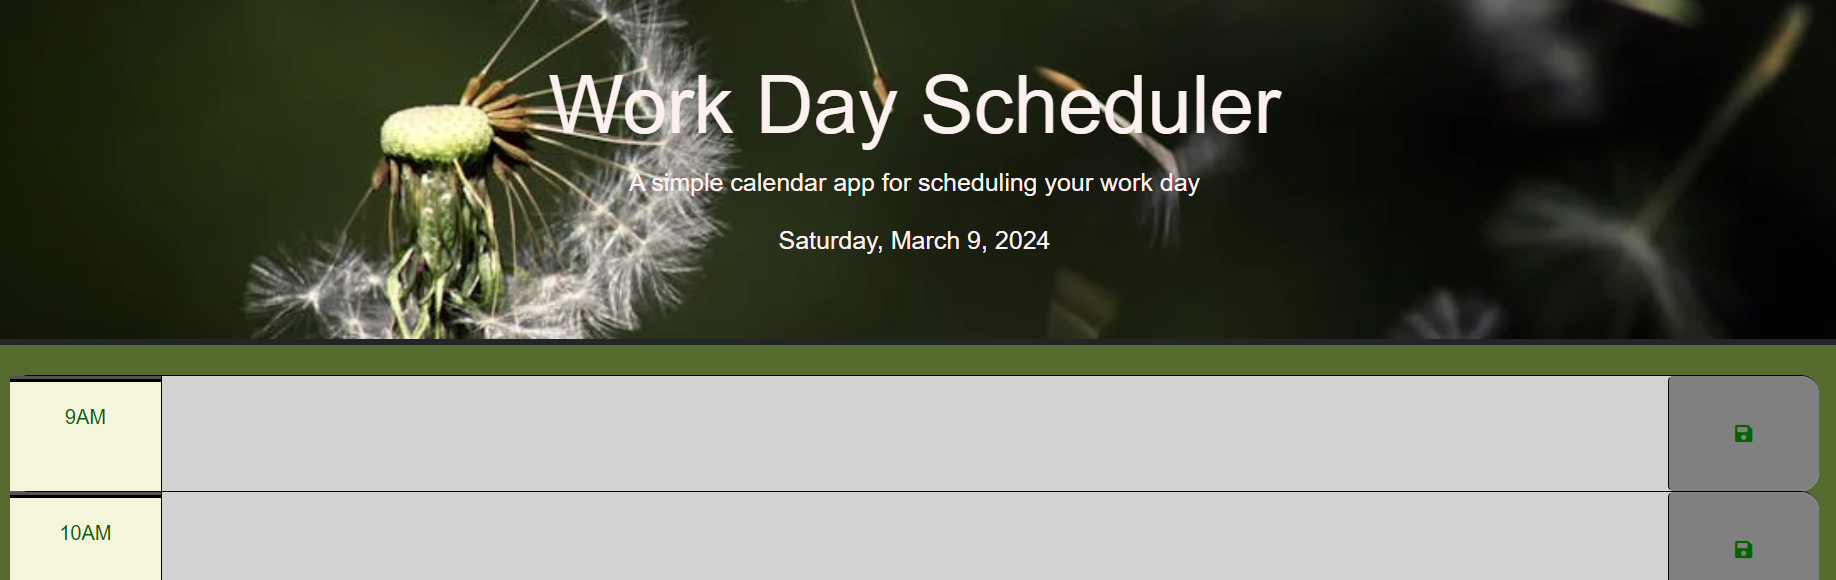 Work Day Scheduler
A simple calendar app for scheduling your work day
Saturday, March 9, 2024
9AM
10AM